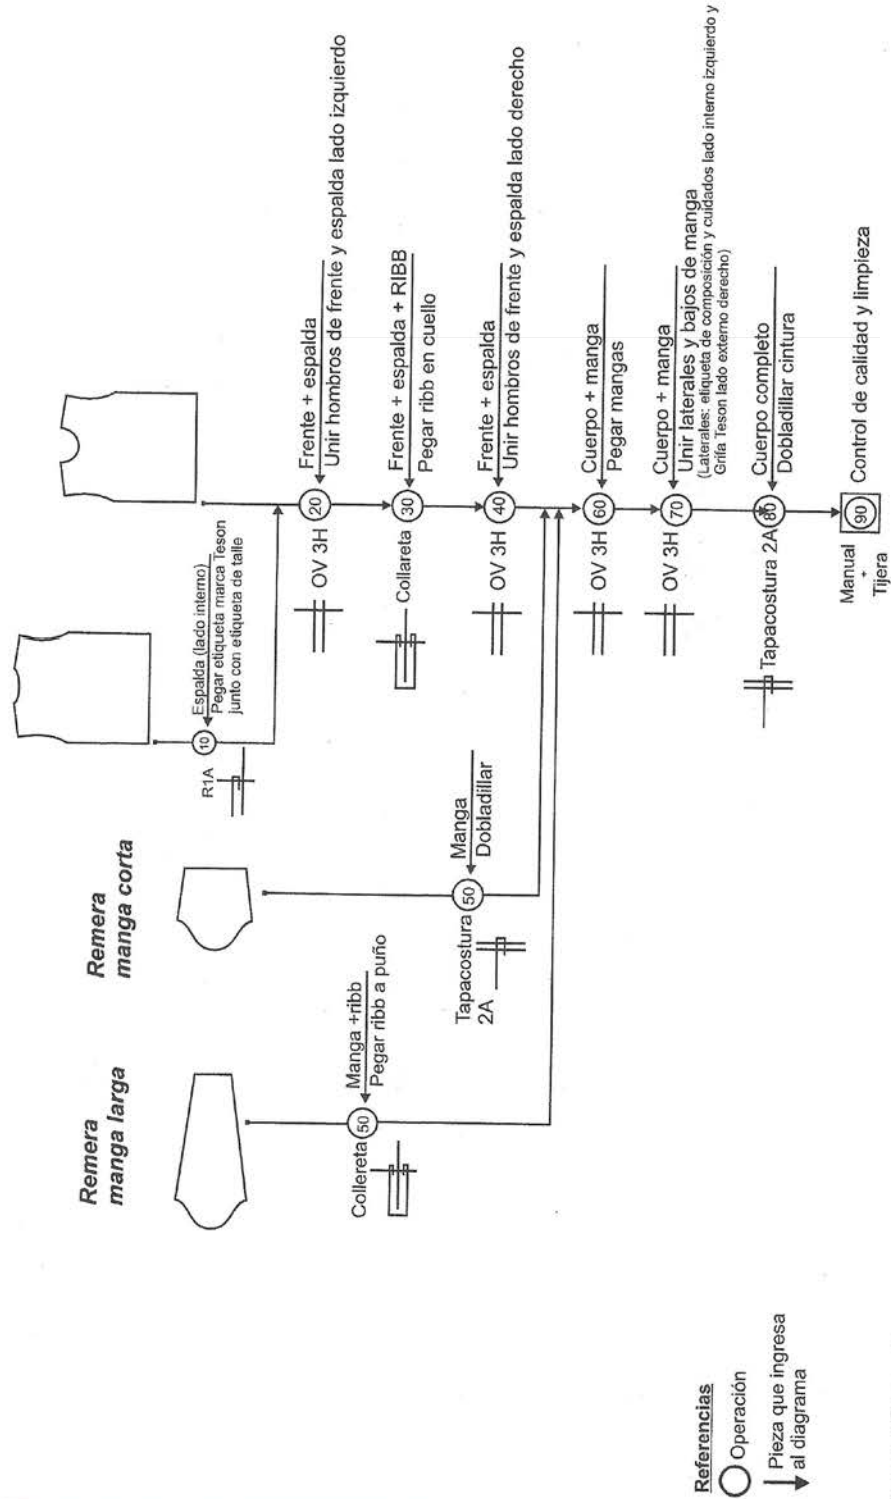 Remera
manga larga
Remera
manga corta
Espalda (lado interno)
10
Pegar etiqueta marca Teson
junto con etiqueta de talle
R1A
Frente + espalda
20
Unir hombros de frente y espalda lado izquierdo
OV 3H
Frente + espalda + RIBB
30
Pegar ribb en cuello
Collareta
Frente + espalda
40
Unir hombros de frente y espalda lado derecho
OV 3H
Manga +ribb
50
Pegar ribb a puño
Collereta
Manga
50
Dobladillar
Tapacostura
2A
Cuerpo + manga
60
Pegar mangas
OV 3H
Cuerpo + manga
70
Unir laterales y bajos de manga
(Laterales: etiqueta de composición y cuidados lado interno izquierdo y
Grifa Teson lado externo derecho)
OV 3H
Cuerpo completo
80
Dobladillar cintura
Tapacostura 2A
90
Control de calidad y limpieza
Manual
+
Tijera
Referencias
Operación
Pieza que ingresa
al diagrama